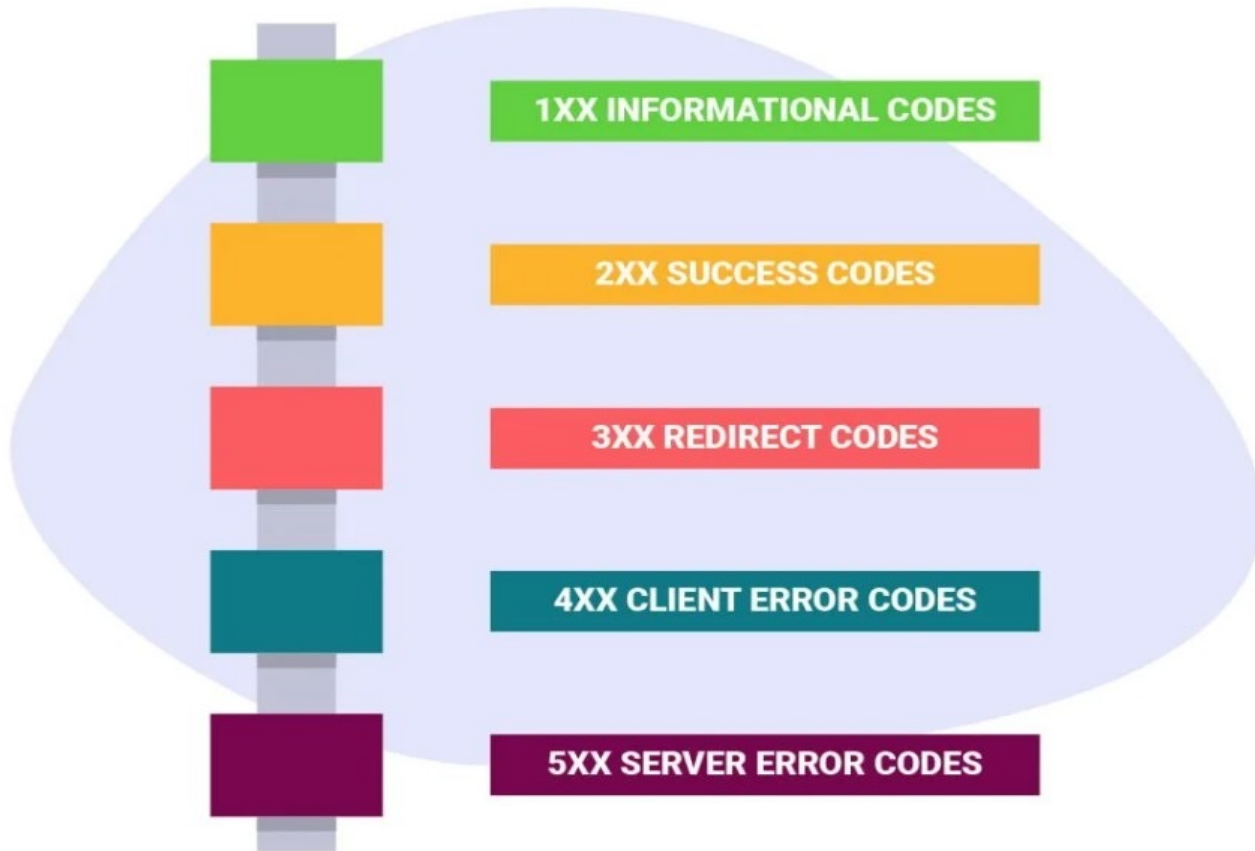 1XX INFORMATIONAL CODES
2XX SUCCESS CODES
3XX REDIRECT CODES
4XX CLIENT ERROR CODES
5XX SERVER ERROR CODES